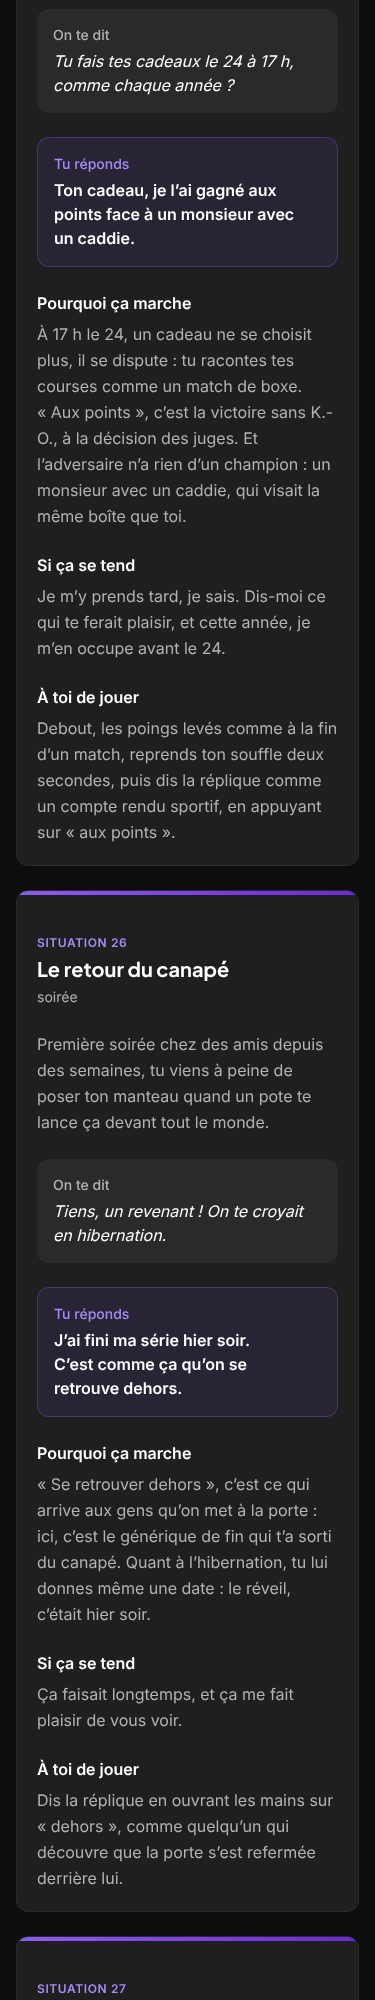 On te dit
Tu fais tes cadeaux le 24 à 17 h,
comme chaque année ?
Tu réponds
Ton cadeau, je l’ai gagné aux
points face à un monsieur avec
un caddie.
Pourquoi ça marche
À 17 h le 24, un cadeau ne se choisit
plus, il se dispute : tu racontes tes
courses comme un match de boxe.
« Aux points », c’est la victoire sans K.-
O., à la décision des juges. Et
l’adversaire n’a rien d’un champion : un
monsieur avec un caddie, qui visait la
même boîte que toi.
Si ça se tend
Je m’y prends tard, je sais. Dis-moi ce
qui te ferait plaisir, et cette année, je
m’en occupe avant le 24.
À toi de jouer
Debout, les poings levés comme à la fin
d’un match, reprends ton souffle deux
secondes, puis dis la réplique comme
un compte rendu sportif, en appuyant
sur « aux points ».
SITUATION 26
Le retour du canapé
soirée
Première soirée chez des amis depuis
des semaines, tu viens à peine de
poser ton manteau quand un pote te
lance ça devant tout le monde.
On te dit
Tiens, un revenant ! On te croyait
en hibernation.
Tu réponds
J’ai fini ma série hier soir.
C’est comme ça qu’on se
retrouve dehors.
Pourquoi ça marche
« Se retrouver dehors », c’est ce qui
arrive aux gens qu’on met à la porte :
ici, c’est le générique de fin qui t’a sorti
du canapé. Quant à l’hibernation, tu lui
donnes même une date : le réveil,
c’était hier soir.
Si ça se tend
Ça faisait longtemps, et ça me fait
plaisir de vous voir.
À toi de jouer
Dis la réplique en ouvrant les mains sur
« dehors », comme quelqu’un qui
découvre que la porte s’est refermée
derrière lui.
SITUATION 27